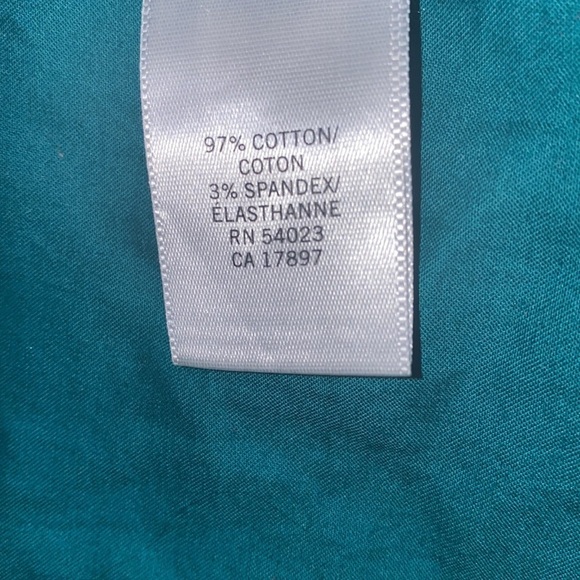 97% COTTON/
COTON
3% SPANDEX/
ÉLASTHANNE
RN 54023
CA 17897